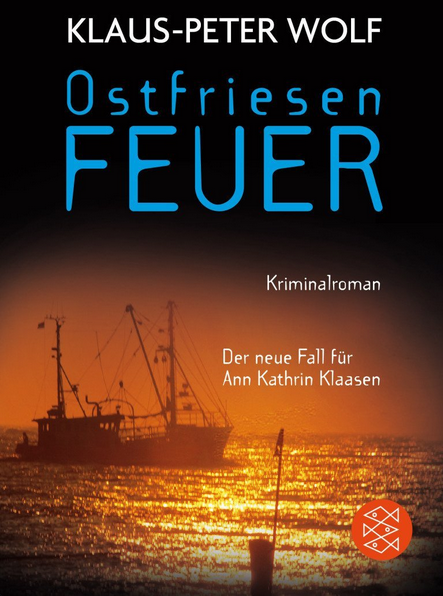 KLAUS-PETER WOLF
Ostfriesen
FEUER
Kriminalroman
Der neue Fall für
Ann Kathrin Klaasen